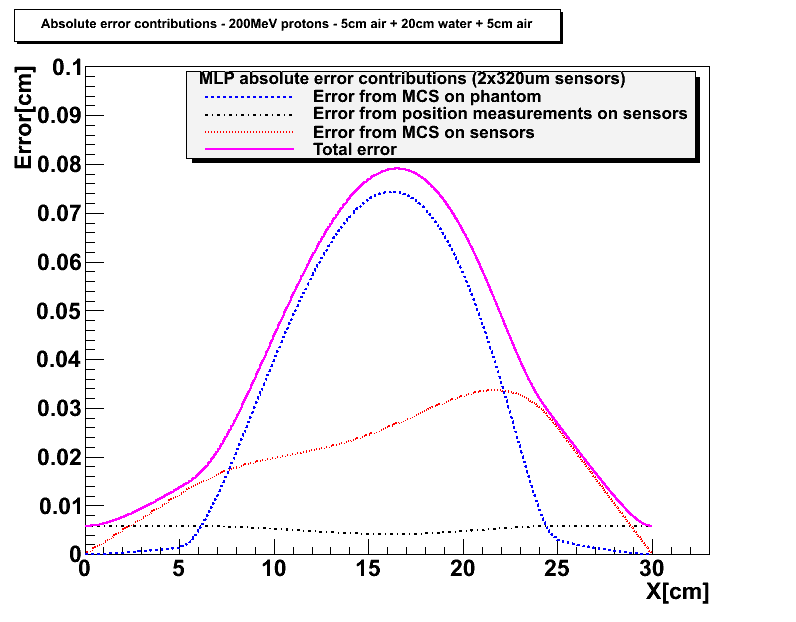 Absolute error contributions - 200MeV protons - 5cm air + 20cm water + 5cm air
Error[cm]
0.1
0.09
0.08
0.07
0.06
0.05
0.04
0.03
0.02
0.01
0
MLP absolute error contributions (2x320um sensors)
Error from MCS on phantom
Error from position measurements on sensors
Error from MCS on sensors
Total error
0 5 10 15 20 25 30
X[cm]